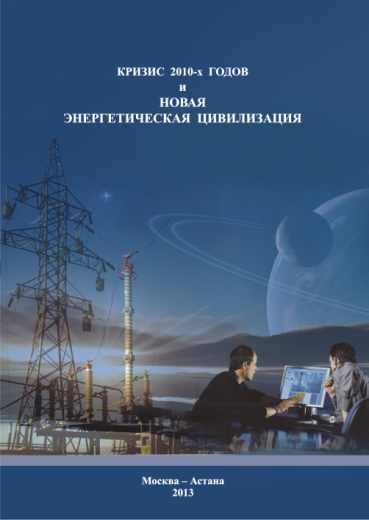 КРИЗИС 2010-х ГОДОВ
и
НОВАЯ
ЭНЕРГЕТИЧЕСКАЯ ЦИВИЛИЗАЦИЯ
Москва – Астана
2013